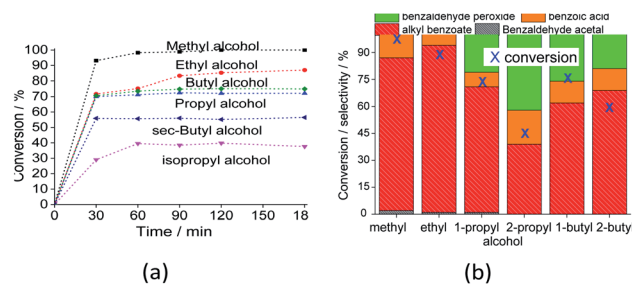 100
90
80
70
60
50
40
30
20
10
0
Conversion / %
Methyl alcohol
Ethyl alcohol
Butyl alcohol
Propyl alcohol
sec-Butyl alcohol
isopropyl alcohol
0 30 60 90 120 150 18
Time / min
(a)
benzaldehyde peroxide benzoic acid
alkyl benzoate Benzaldehyde acetal
X conversion
90
75
60
45
30
15
0
Conversion / selectivity / %
methyl ethyl 1-propyl 2-propyl 1-butyl 2-butyl
alcohol
(b)